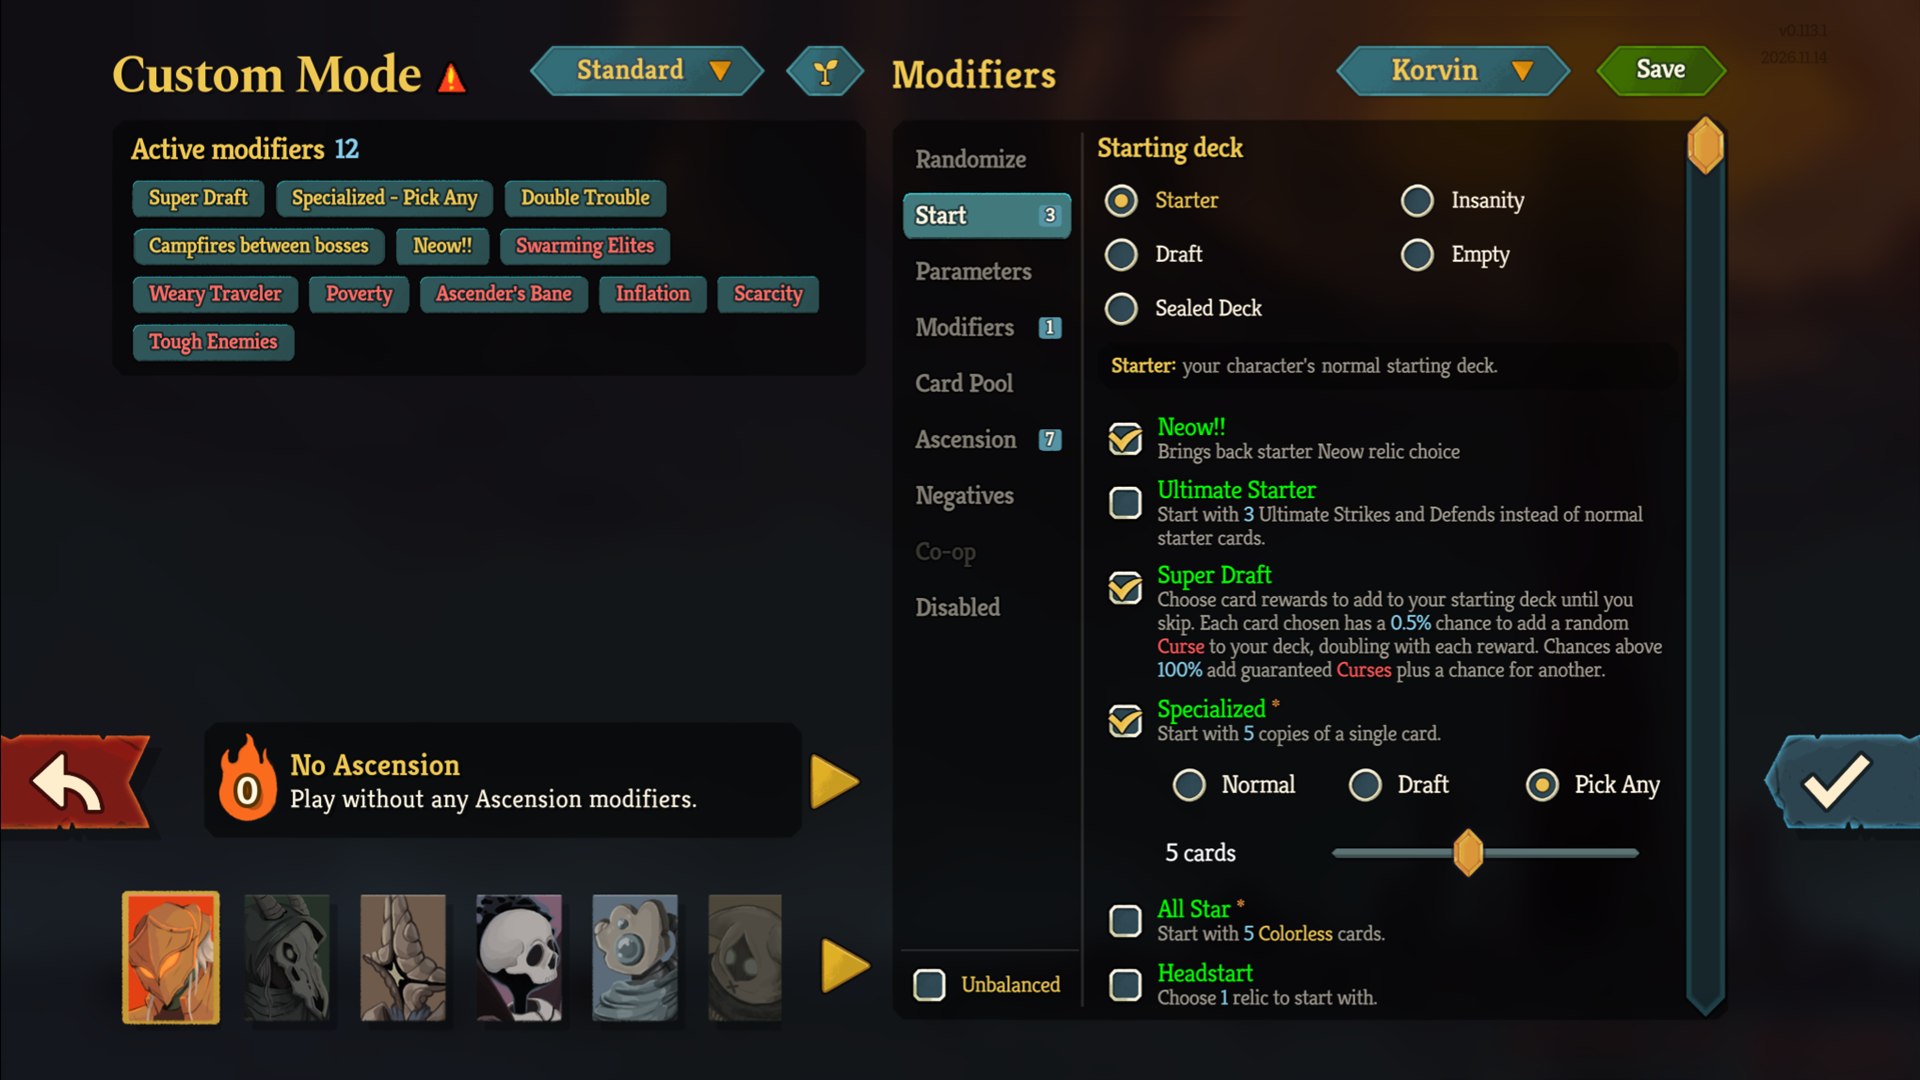 v0.113.1
2026.11.14
Custom Mode
Standard
Modifiers
Korvin
Save
Active modifiers 12
Super Draft
Specialized - Pick Any
Double Trouble
Campfires between bosses
Neow!!
Swarming Elites
Weary Traveler
Poverty
Ascender's Bane
Inflation
Scarcity
Tough Enemies
0
No Ascension
Play without any Ascension modifiers.
Randomize
Start 3
Parameters
Modifiers 1
Card Pool
Ascension 7
Negatives
Co-op
Disabled
Unbalanced
Starting deck
Starter
Insanity
Draft
Empty
Sealed Deck
Starter: your character's normal starting deck.
Neow!!
Brings back starter Neow relic choice
Ultimate Starter
Start with 3 Ultimate Strikes and Defends instead of normal
starter cards.
Super Draft
Choose card rewards to add to your starting deck until you
skip. Each card chosen has a 0.5% chance to add a random
Curse to your deck, doubling with each reward. Chances above
100% add guaranteed Curses plus a chance for another.
Specialized *
Start with 5 copies of a single card.
Normal
Draft
Pick Any
5 cards
All Star *
Start with 5 Colorless cards.
Headstart
Choose 1 relic to start with.